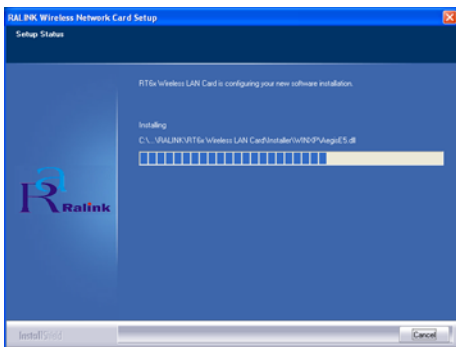 RALINK Wireless Network Card Setup
Setup Status
RT6x Wireless LAN Card is configuring your new software installation.
Installing
C:\...\RALINK\RT6x Wireless LAN Card\Installer\WINXP\AegisE5.dll
Ralink
InstallShield
Cancel